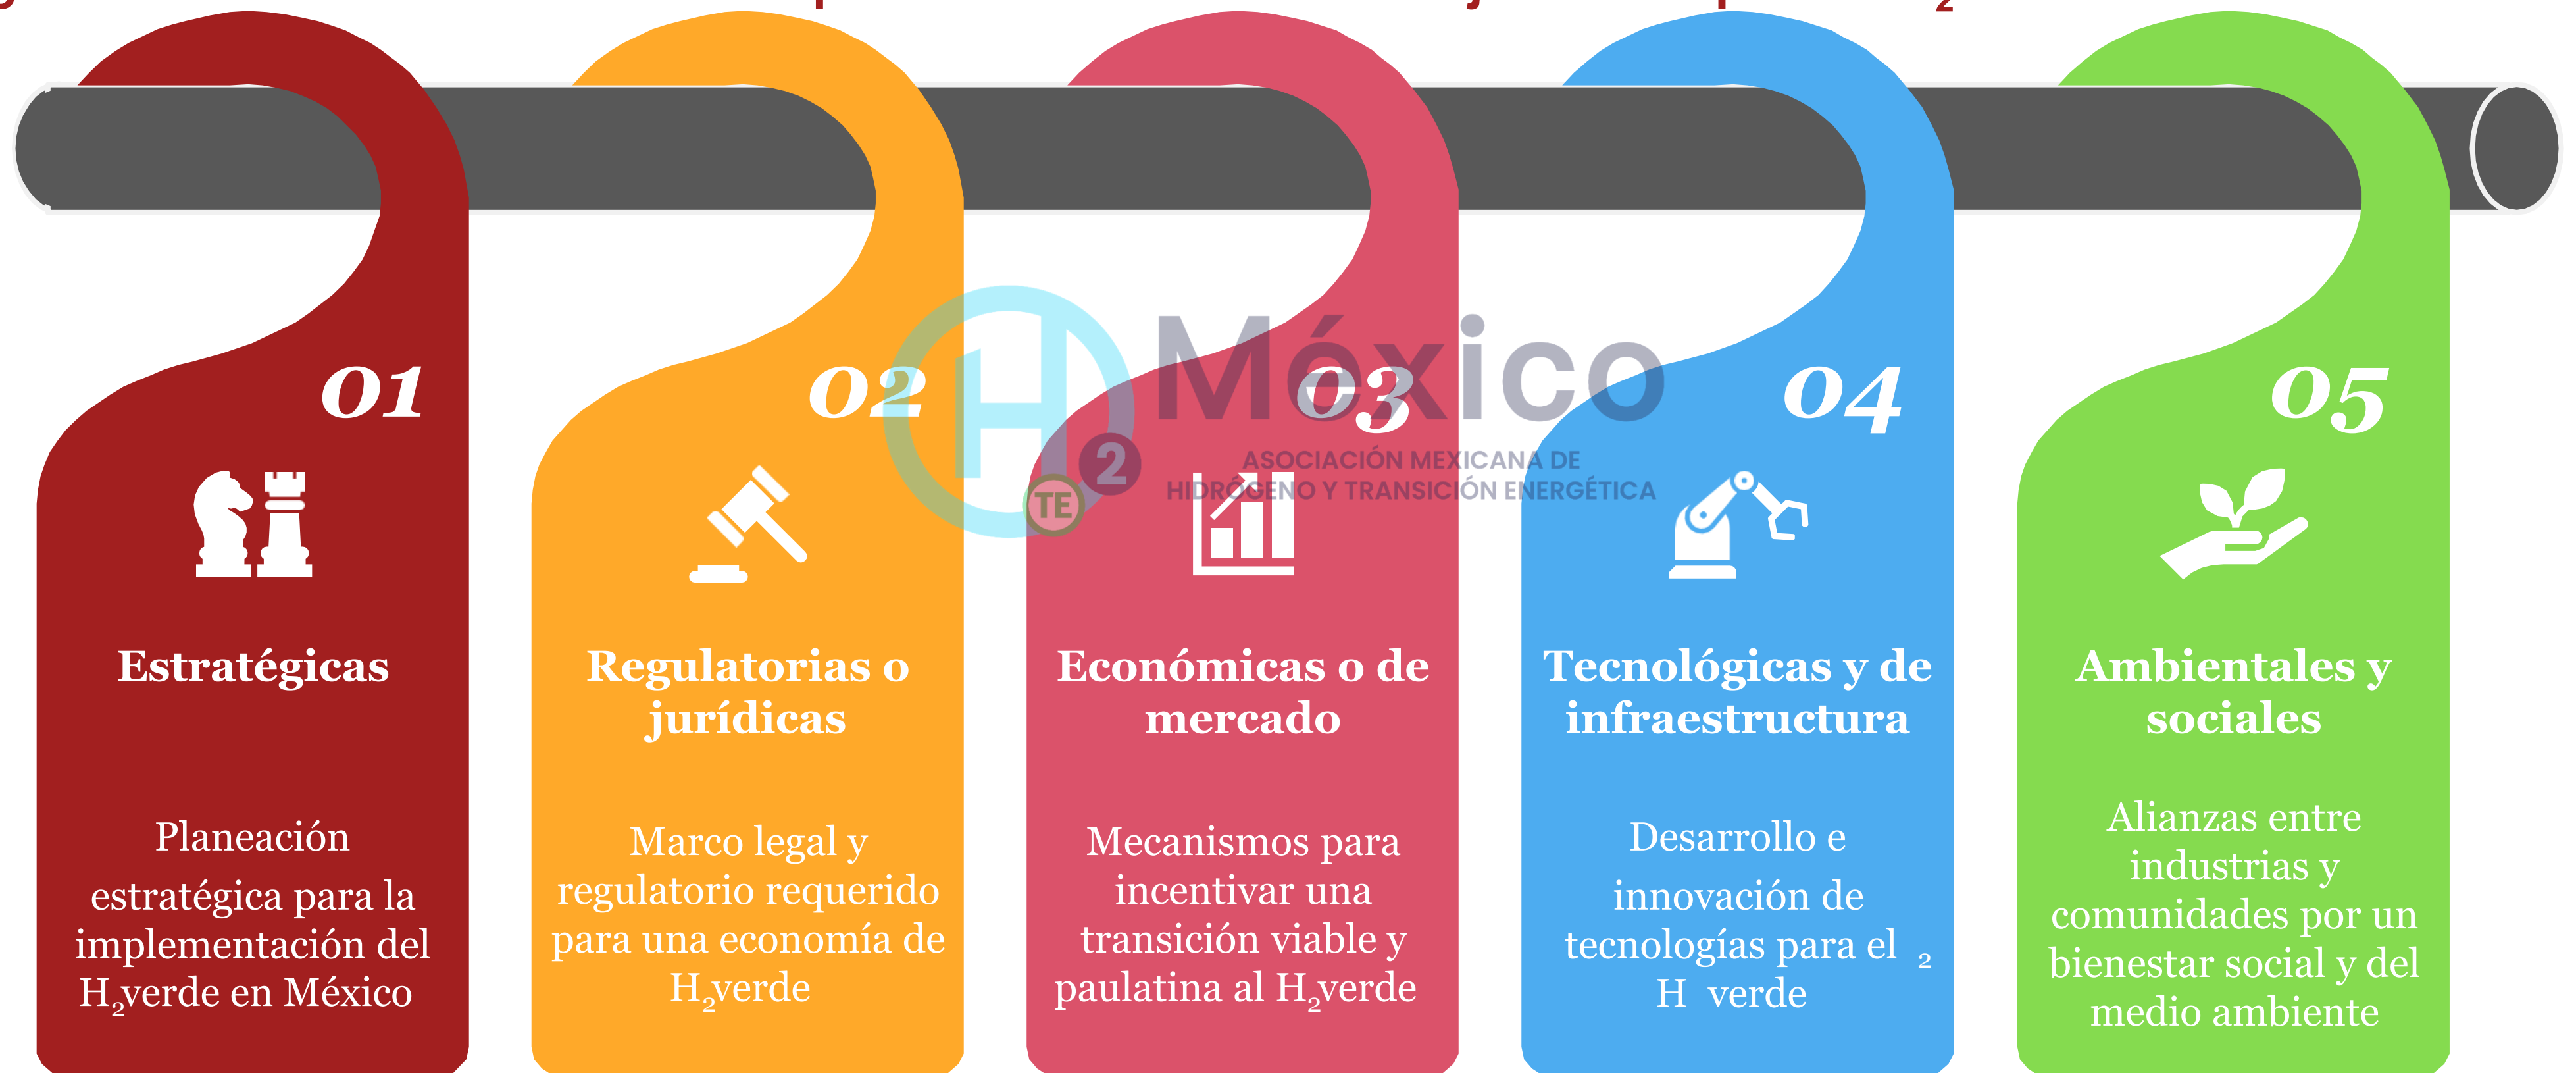 01
Estratégicas
Planeación
estratégica para la
implementación del
H₂verde en México
02
Regulatorias o
jurídicas
Marco legal y
regulatorio requerido
para una economía de
H₂verde
03
Económicas o de
mercado
Mecanismos para
incentivar una
transición viable y
paulatina al H₂verde
04
Tecnológicas y de
infraestructura
Desarrollo e
innovación de
tecnologías para el ₂
H verde
05
Ambientales y
sociales
Alianzas entre
industrias y
comunidades por un
bienestar social y del
medio ambiente
H2
TE
México
ASOCIACIÓN MEXICANA DE
HIDRÓGENO Y TRANSICIÓN ENERGÉTICA